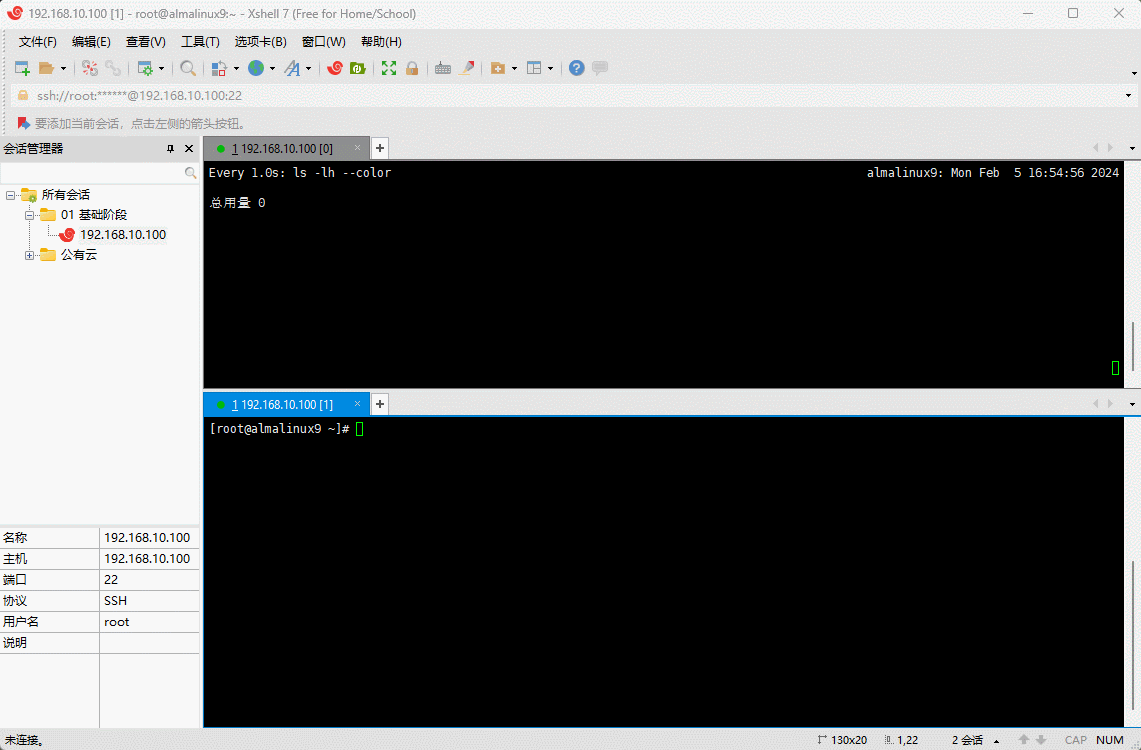 192.168.10.100 [1] - root@almalinux9:~ - Xshell 7 (Free for Home/School)
文件(F) 编辑(E) 查看(V) 工具(T) 选项卡(B) 窗口(W) 帮助(H)
ssh://root:******@192.168.10.100:22
要添加当前会话，点击左侧的箭头按钮。
会话管理器
所有会话
01 基础阶段
192.168.10.100
公有云
名称 192.168.10.100
主机 192.168.10.100
端口 22
协议 SSH
用户名 root
说明
1 192.168.10.100 [0]
Every 1.0s: ls -lh --color almalinux9: Mon Feb  5 16:54:56 2024
总用量 0
1 192.168.10.100 [1]
[root@almalinux9 ~]#
未连接。 130x20 1,22 2 会话 CAP NUM